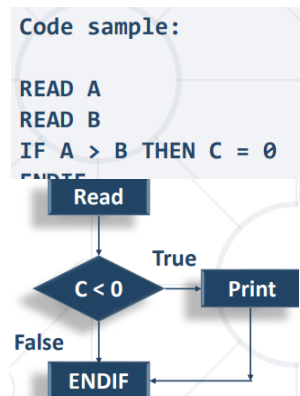 Code sample:
READ A
READ B
IF A > B THEN C = 0
Read
True
C < 0
Print
False
ENDIF